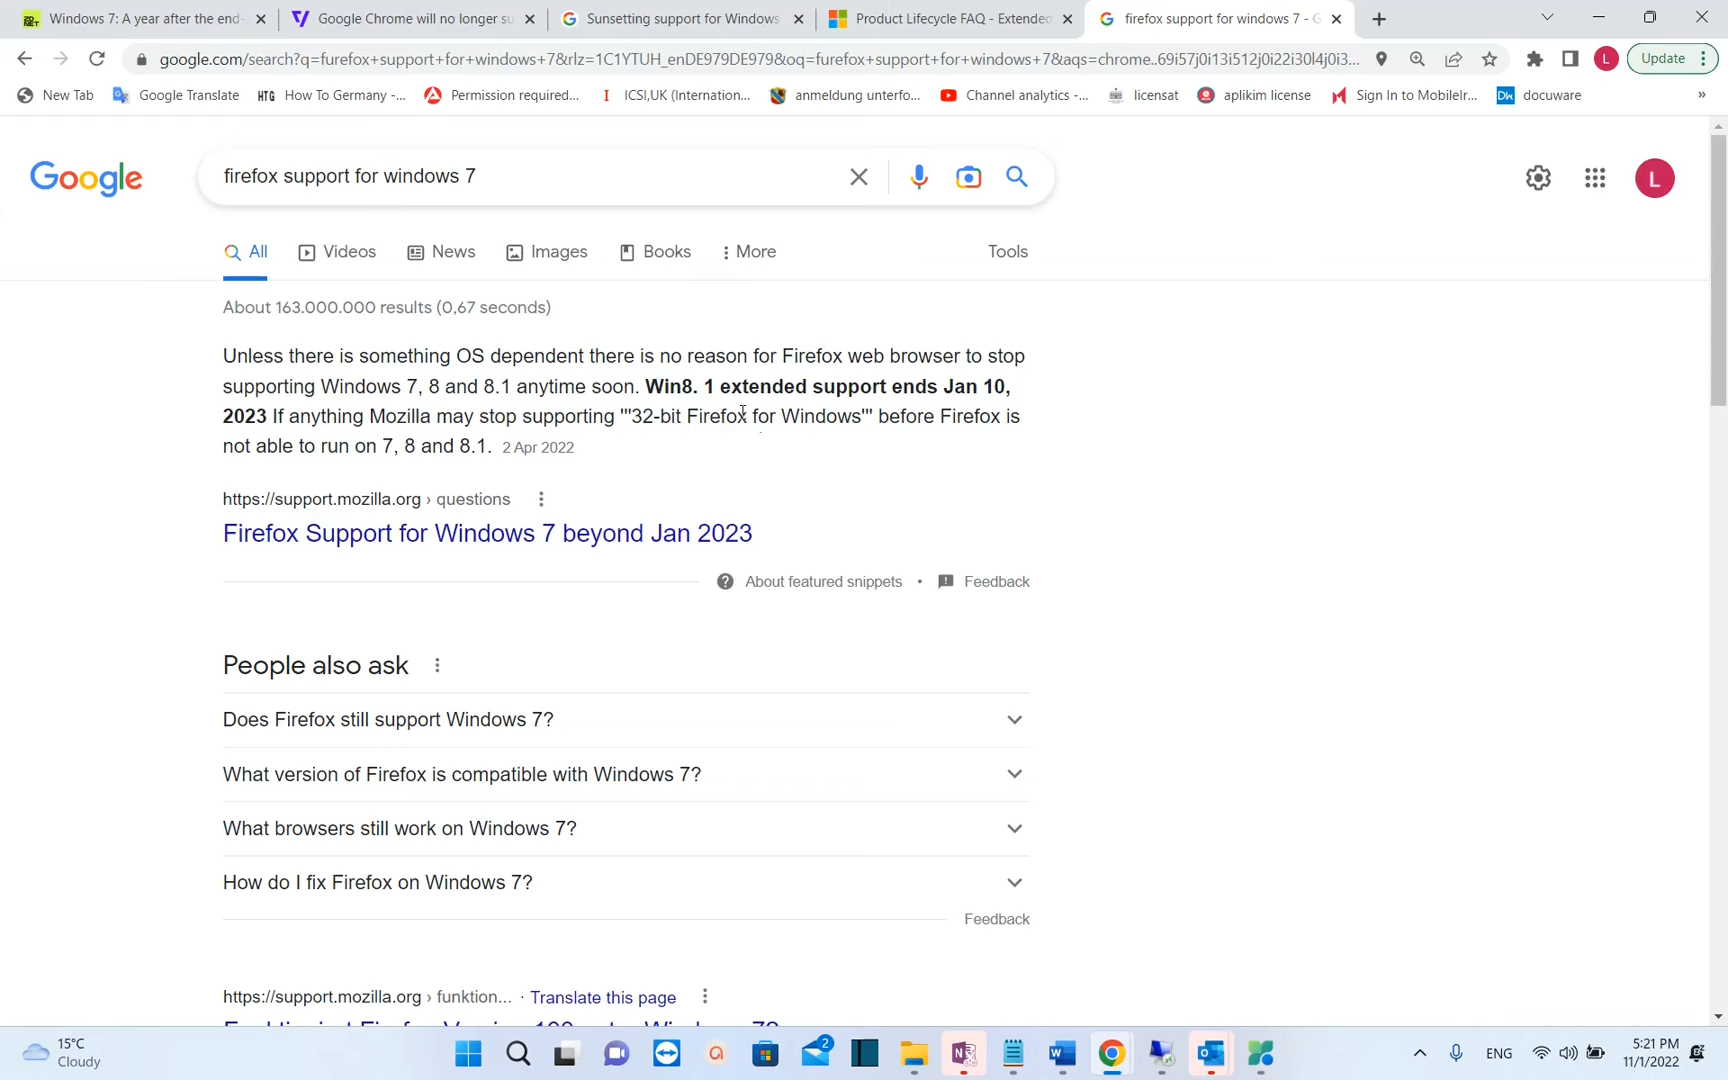 Windows 7: A year after the end-
Google Chrome will no longer su
Sunsetting support for Windows
Product Lifecycle FAQ - Extended
firefox support for windows 7 - G
google.com/search?q=furefox+support+for+windows+7&rlz=1C1YTUH_enDE979DE979&oq=furefox+support+for+windows+7&aqs=chrome..69i57j0i13i512j0i22i30l4j0i3...
Update
New Tab
Google Translate
HTG How To Germany -...
Permission required...
ICSI,UK (Internation...
anmeldung unterfo...
Channel analytics -...
licensat
aplikim license
Sign In to MobileIr...
DW docuware
»
Google
firefox support for windows 7
L
All
Videos
News
Images
Books
More
Tools
About 163.000.000 results (0,67 seconds)
Unless there is something OS dependent there is no reason for Firefox web browser to stop
supporting Windows 7, 8 and 8.1 anytime soon. Win8. 1 extended support ends Jan 10,
2023 If anything Mozilla may stop supporting '''32-bit Firefox for Windows''' before Firefox is
not able to run on 7, 8 and 8.1. 2 Apr 2022
https://support.mozilla.org › questions
Firefox Support for Windows 7 beyond Jan 2023
About featured snippets • Feedback
People also ask
Does Firefox still support Windows 7?
What version of Firefox is compatible with Windows 7?
What browsers still work on Windows 7?
How do I fix Firefox on Windows 7?
Feedback
https://support.mozilla.org › funktion... · Translate this page
15°C
Cloudy
2
ENG
5:21 PM
11/1/2022